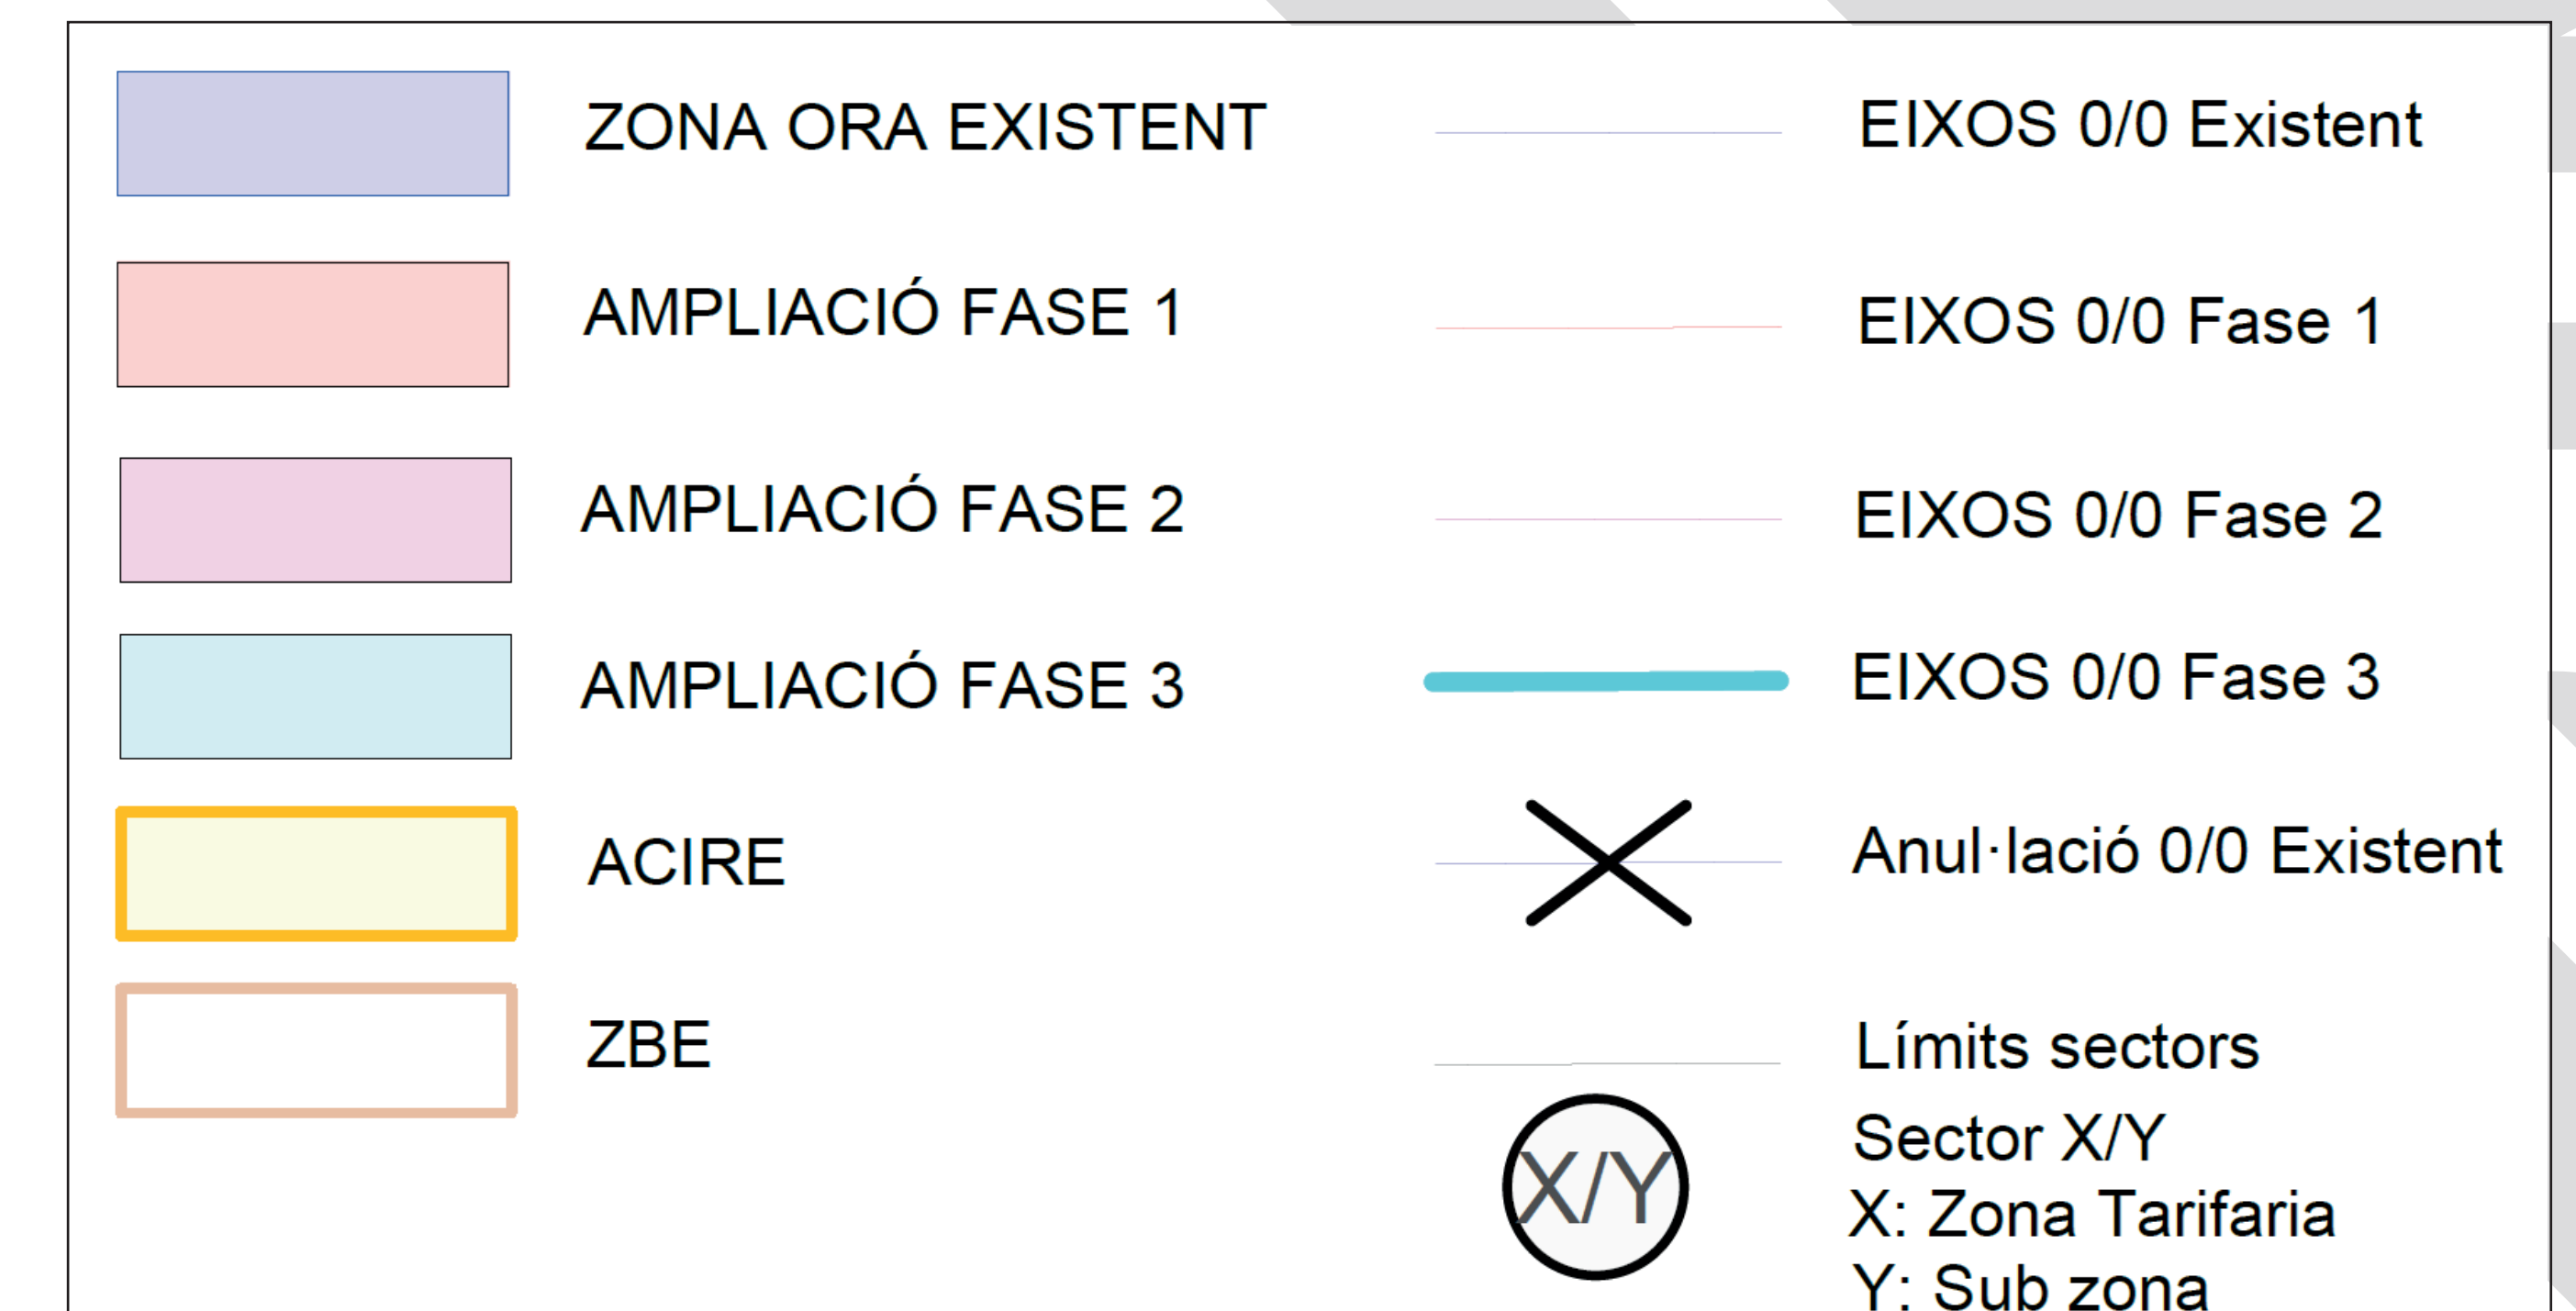 ZONA ORA EXISTENT
AMPLIACIÓ FASE 1
AMPLIACIÓ FASE 2
AMPLIACIÓ FASE 3
ACIRE
ZBE
EIXOS 0/0 Existent
EIXOS 0/0 Fase 1
EIXOS 0/0 Fase 2
EIXOS 0/0 Fase 3
Anul·lació 0/0 Existent
Límits sectors
X/Y
Sector X/Y
X: Zona Tarifaria
Y: Sub zona